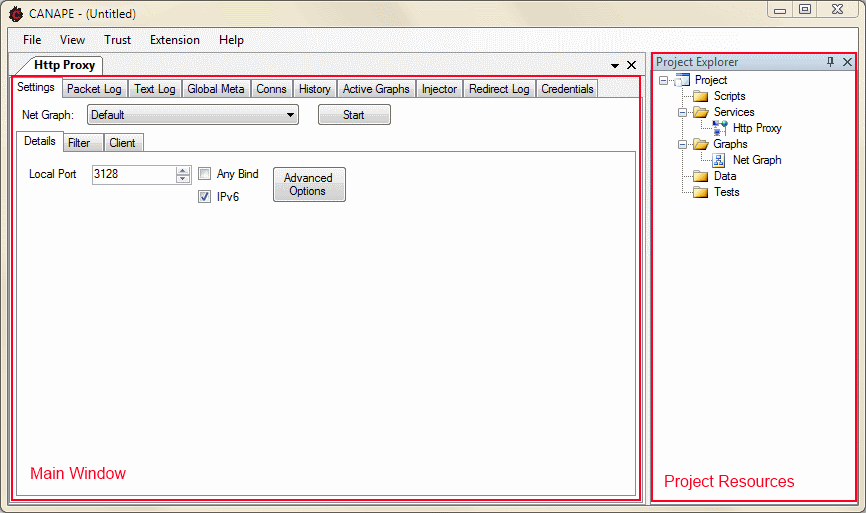 CANAPE - (Untitled)
File View Trust Extension Help
Http Proxy
Settings Packet Log Text Log Global Meta Conns History Active Graphs Injector Redirect Log Credentials
Net Graph: Default Start
Details Filter Client
Local Port 3128 Any Bind
IPv6
Advanced
Options
Main Window
Project Explorer
Project
Scripts
Services
Http Proxy
Graphs
Net Graph
Data
Tests
Project Resources